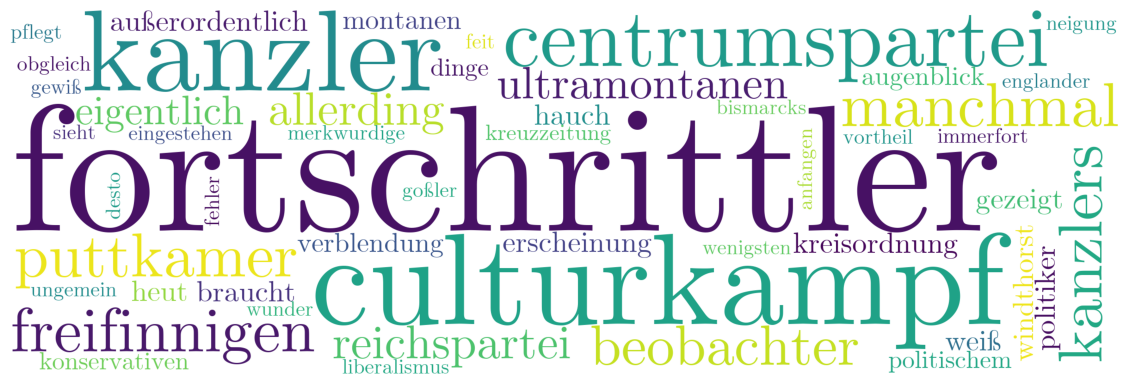 pflegt
außerordentlich
montanen
neigung
kanzler
feit
centrumspartei
obgleich
dinge
gewiß
ultramontanen
augenblick
englander
eigentlich
allerding
hauch
bismarcks
manchmal
sieht
eingestehen
merkwurdige
kreuzzeitung
vortheil
immerfort
fortschrittler
desto
fehler
goßler
anfangen
gezeigt
kanzlers
puttkamer
verblendung
erscheinung
wenigsten
kreisordnung
ungemein
heut
braucht
culturkampf
windthorst
politiker
wunder
freifinnigen
reichspartei
beobachter
weiß
konservativen
liberalismus
politischem